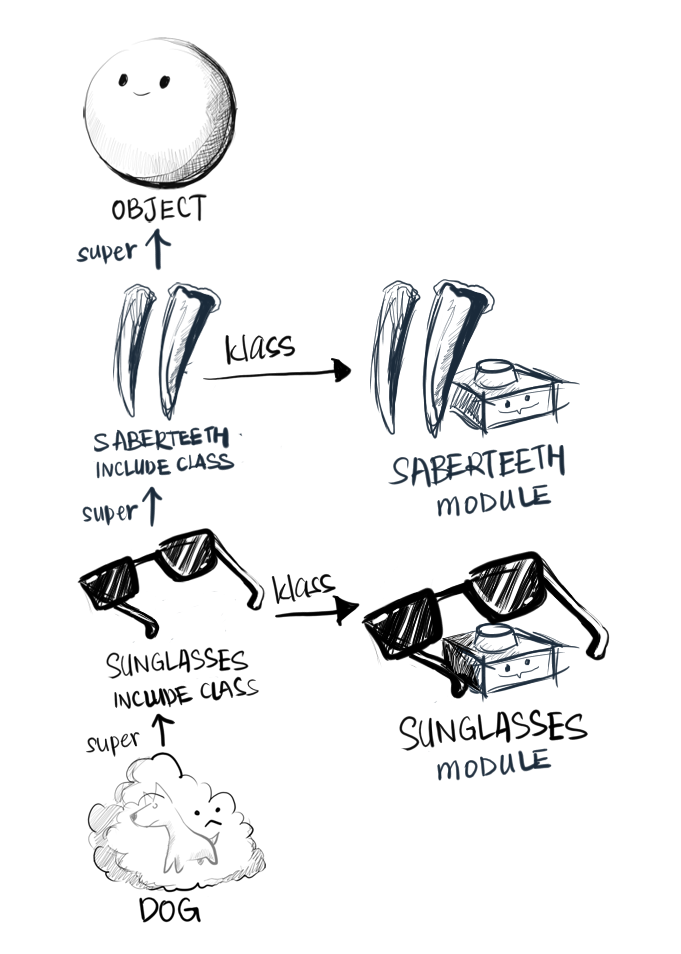 OBJECT
super
klass
SABERTEETH
INCLUDE CLASS
SABERTEETH
MODULE
super
klass
SUNGLASSES
INCLUDE CLASS
SUNGLASSES
MODULE
super
DOG